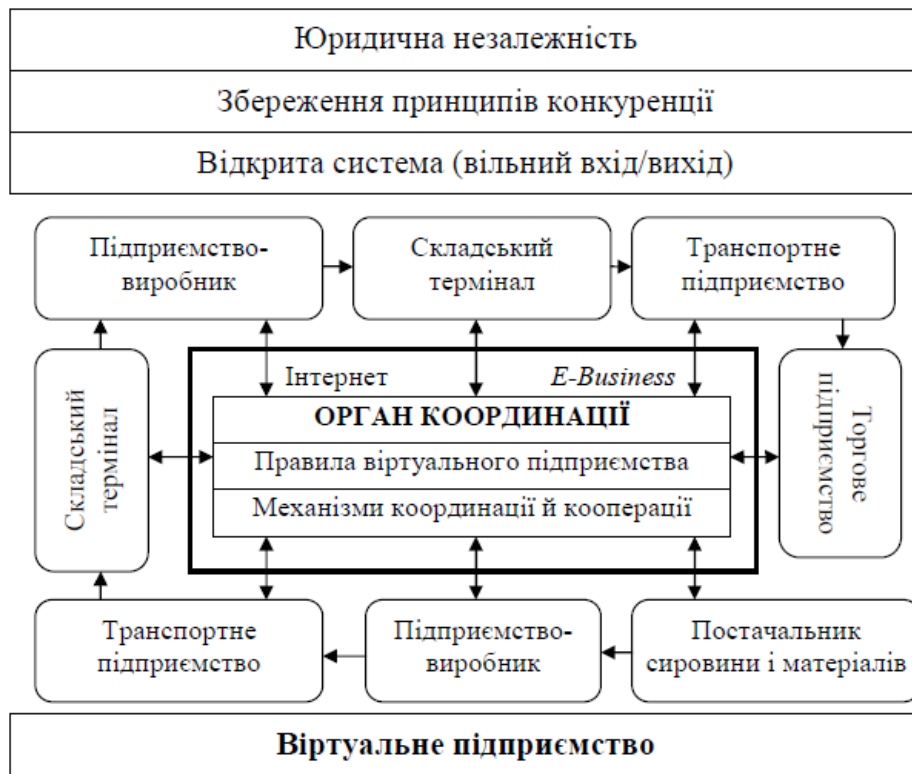 Юридична незалежність
Збереження принципів конкуренції
Відкрита система (вільний вхід/вихід)
Підприємство-
виробник
Складський
термінал
Транспортне
підприємство
Складський
термінал
Інтернет
E-Business
ОРГАН КООРДИНАЦІЇ
Правила віртуального підприємства
Механізми координації й кооперації
Торгове
підприємство
Транспортне
підприємство
Підприємство-
виробник
Постачальник
сировини і матеріалів
Віртуальне підприємство